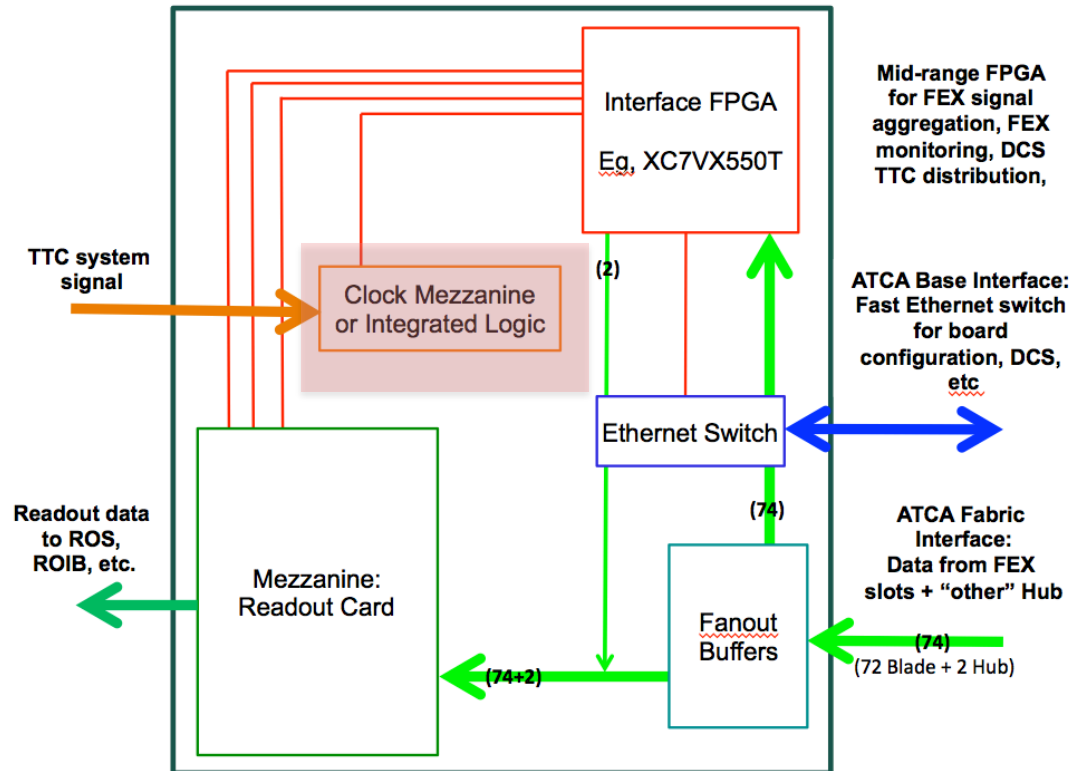 Interface FPGA
Eg, XC7VX550T
Mid-range FPGA
for FEX signal
aggregation, FEX
monitoring, DCS
TTC distribution,
TTC system
signal
Clock Mezzanine
or Integrated Logic
(2)
ATCA Base Interface:
Fast Ethernet switch
for board
configuration, DCS,
etc
Ethernet Switch
(74)
Readout data
to ROS,
ROIB, etc.
Mezzanine:
Readout Card
(74+2)
Fanout
Buffers
ATCA Fabric
Interface:
Data from FEX
slots + “other” Hub
(74)
(72 Blade + 2 Hub)